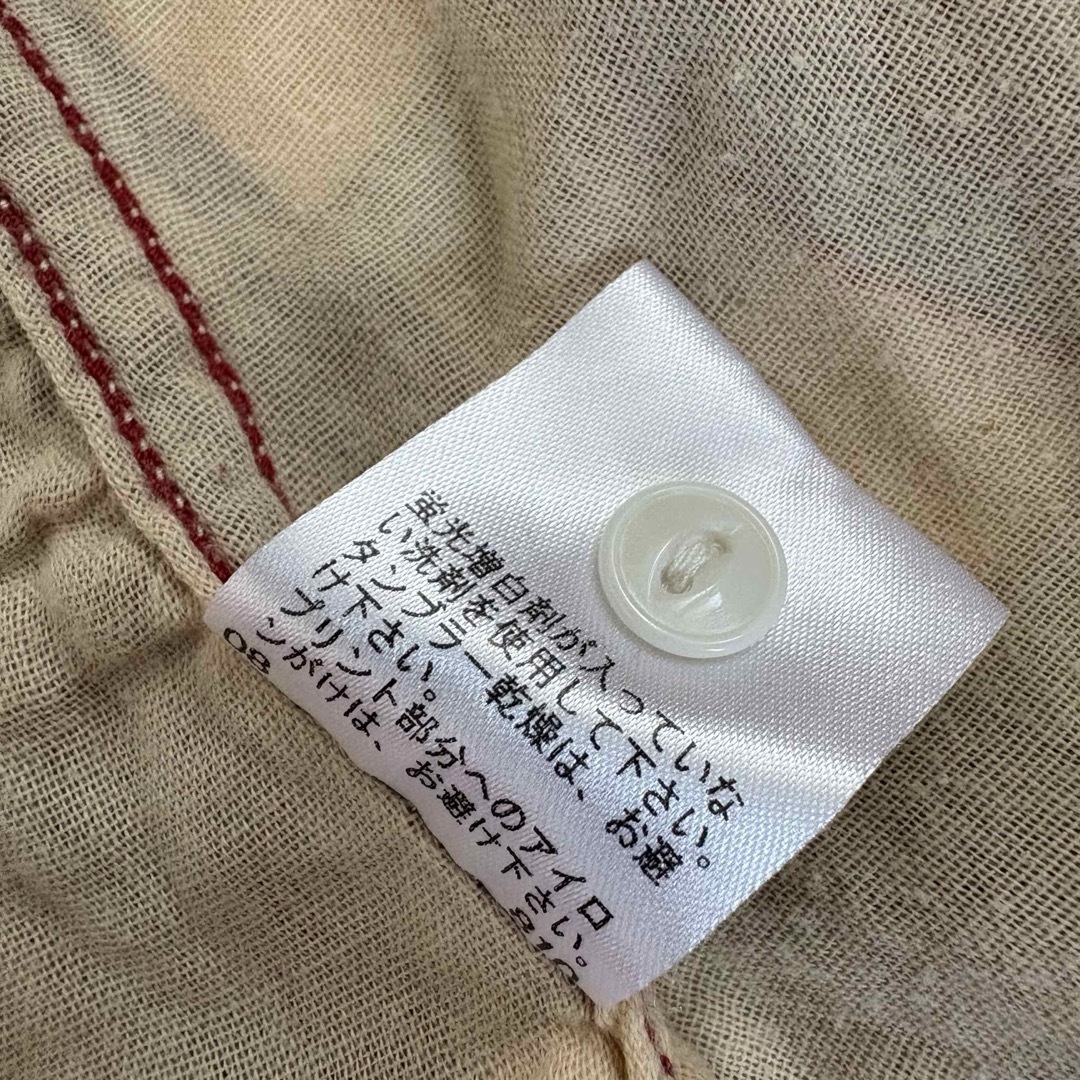 蛍光増白剤が入っていな
い洗剤を使用して下さい。
タンブラー乾燥は、お避
け下さい。
プリント部分へのアイロ
ンがけは、お避け下さい。
08